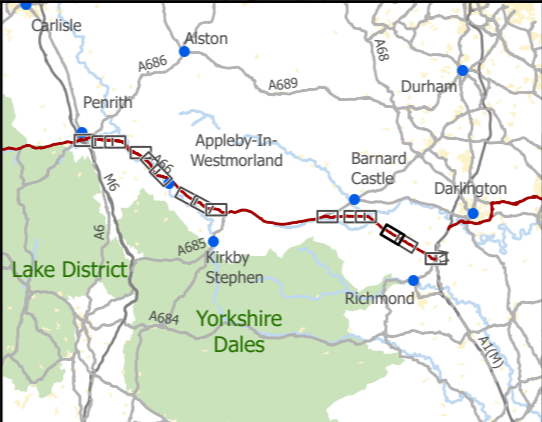 Carlisle
Alston
A68
A686
A689
Durham
Penrith
Appleby-In-
Westmorland
A66
Barnard
Castle
Darlington
M6
A6
A685
Kirkby
Stephen
Lake District
Richmond
A684
Yorkshire
Dales
A1(M)